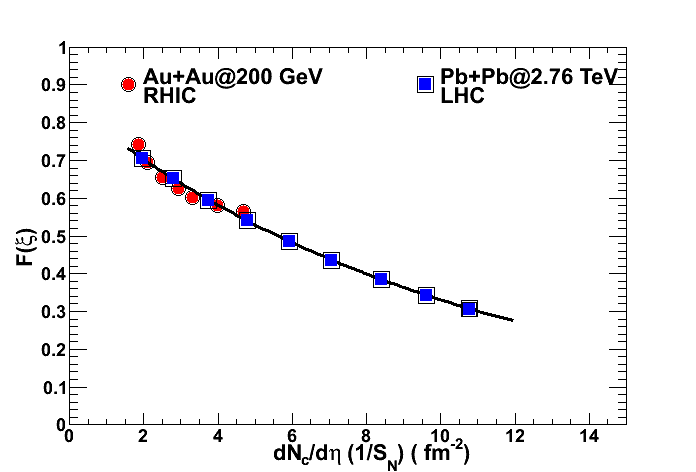 1
0.9
0.8
0.7
0.6
0.5
0.4
0.3
0.2
0.1
0
F(ξ)
Au+Au@200 GeV
RHIC
Pb+Pb@2.76 TeV
LHC
0 2 4 6 8 10 12 14
dN_c/dη (1/S_N) ( fm^-2)